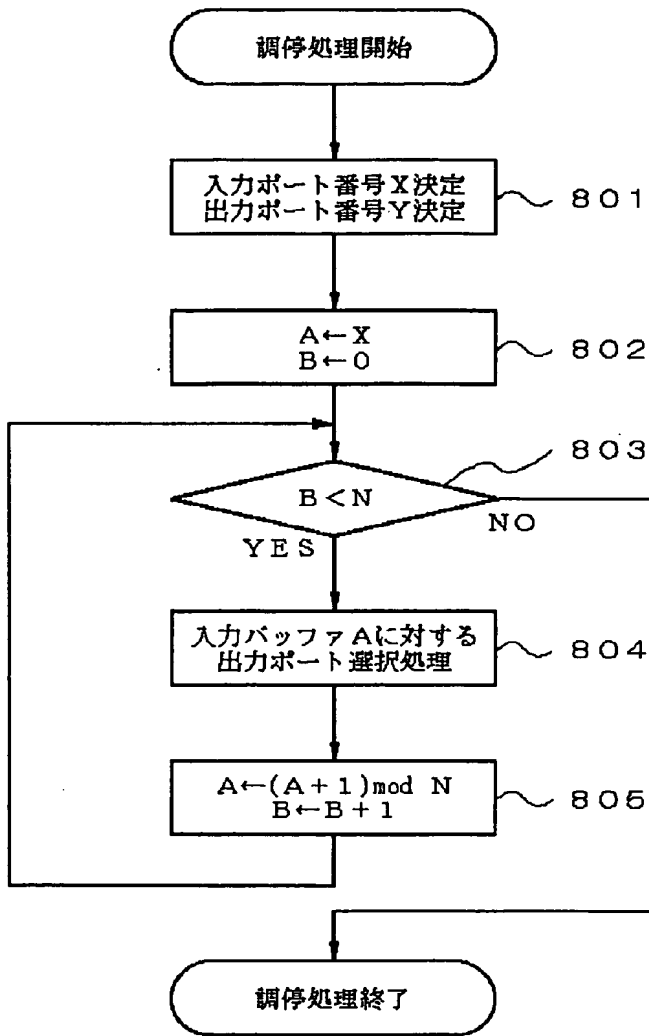 調停処理開始
入力ポート番号X決定
出力ポート番号Y決定
801
A←X
B←0
802
803
B<N
NO
YES
入力バッファAに対する
出力ポート選択処理
804
A←(A+1)mod N
B←B+1
805
調停処理終了